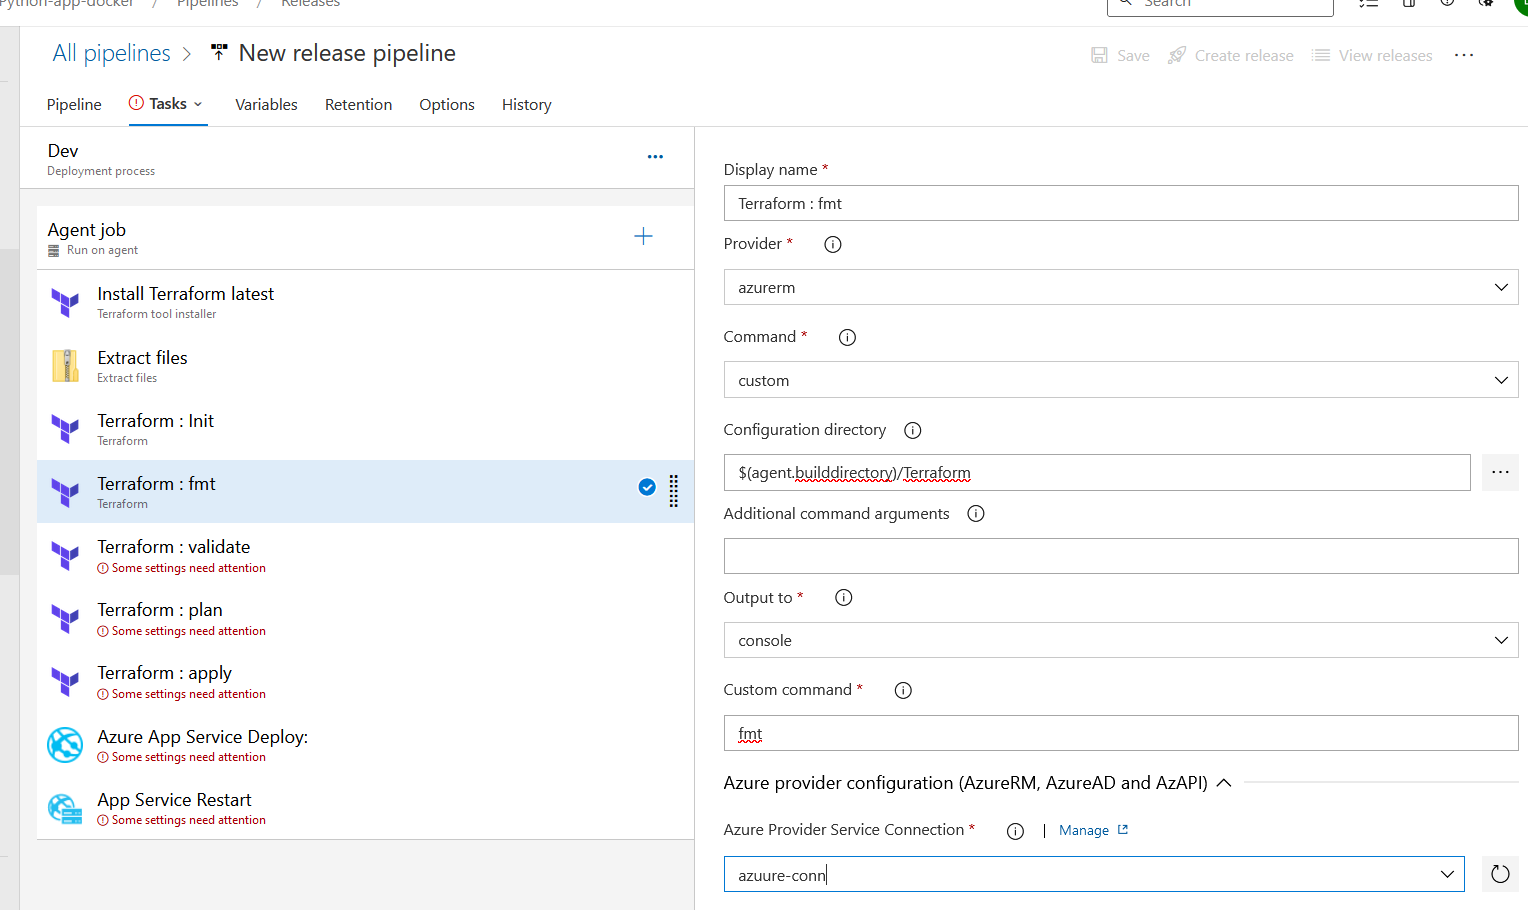 Python-app-docker / Pipelines / Releases
Search
All pipelines > New release pipeline
Save Create release View releases ...
Pipeline Tasks Variables Retention Options History
Dev
Deployment process
Agent job
Run on agent
Install Terraform latest
Terraform tool installer
Extract files
Extract files
Terraform : Init
Terraform
Terraform : fmt
Terraform
Terraform : validate
Some settings need attention
Terraform : plan
Some settings need attention
Terraform : apply
Some settings need attention
Azure App Service Deploy:
Some settings need attention
App Service Restart
Some settings need attention
Display name *
Terraform : fmt
Provider *
azurerm
Command *
custom
Configuration directory
$(agent.builddirectory)/Terraform
Additional command arguments
Output to *
console
Custom command *
fmt
Azure provider configuration (AzureRM, AzureAD and AzAPI)
Azure Provider Service Connection * | Manage
azuure-conn